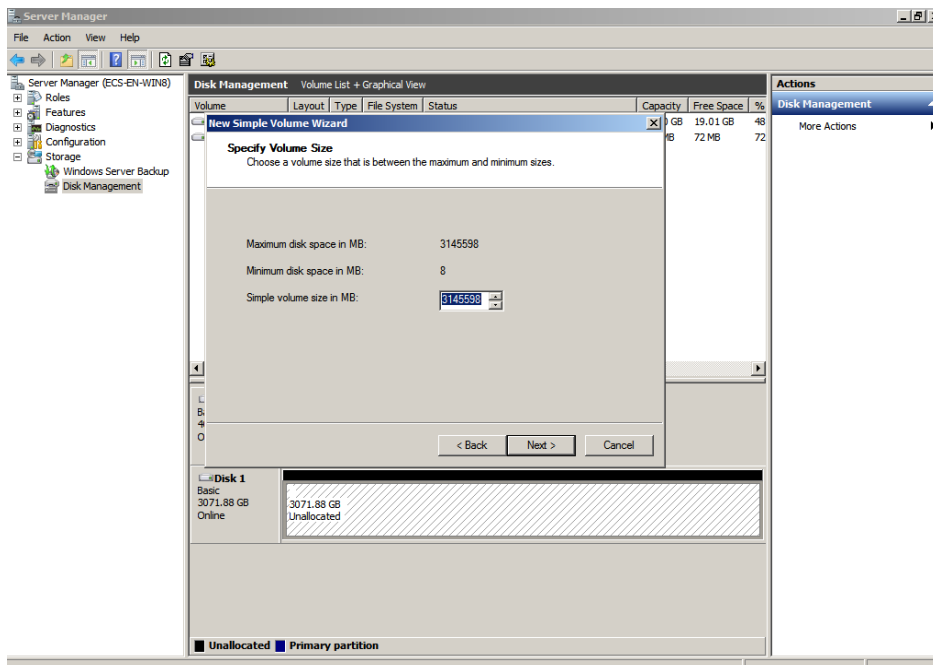 Server Manager
File Action View Help
Server Manager (ECS-EN-WIN8)
Roles
Features
Diagnostics
Configuration
Storage
Windows Server Backup
Disk Management
Disk Management Volume List + Graphical View
Volume Layout Type File System Status Capacity Free Space %
GB 19.01 GB 48
MB 72 MB 72
New Simple Volume Wizard
Specify Volume Size
Choose a volume size that is between the maximum and minimum sizes.
Maximum disk space in MB: 3145598
Minimum disk space in MB: 8
Simple volume size in MB: 3145598
< Back Next > Cancel
Disk 1
Basic
3071.88 GB
Online
3071.88 GB
Unallocated
Unallocated Primary partition
Actions
Disk Management
More Actions